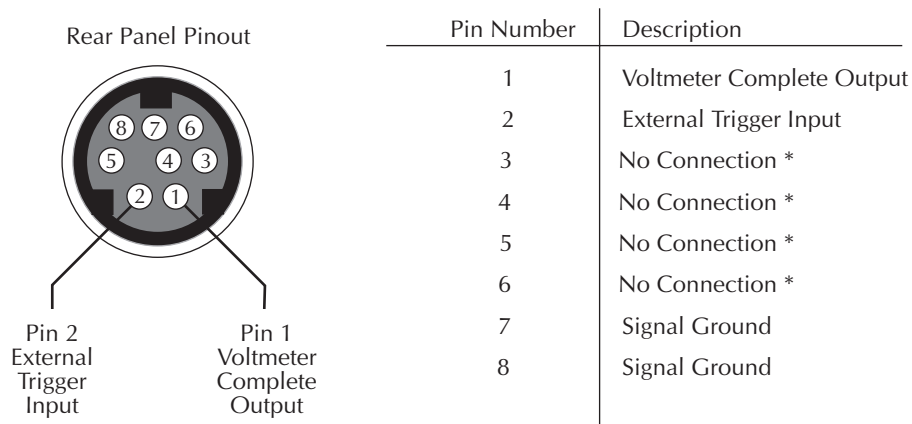 Rear Panel Pinout
8 7 6
5 4 3
2 1
Pin 2
External
Trigger
Input
Pin 1
Voltmeter
Complete
Output
Pin Number Description
1 Voltmeter Complete Output
2 External Trigger Input
3 No Connection *
4 No Connection *
5 No Connection *
6 No Connection *
7 Signal Ground
8 Signal Ground